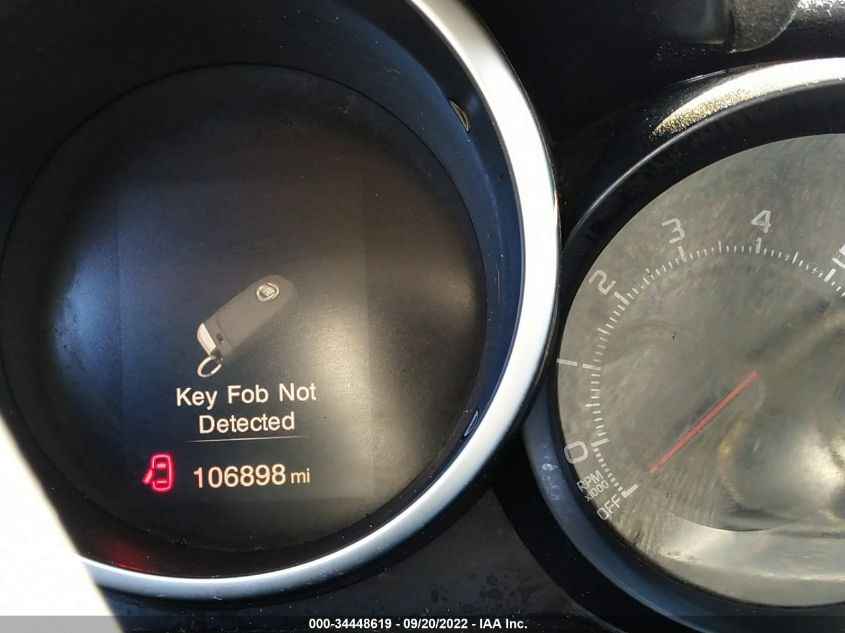 Key Fob Not
Detected
106898 mi
0
1
2
3
4
RPM
x1000
OFF
000-34448619 - 09/20/2022 - IAA Inc.